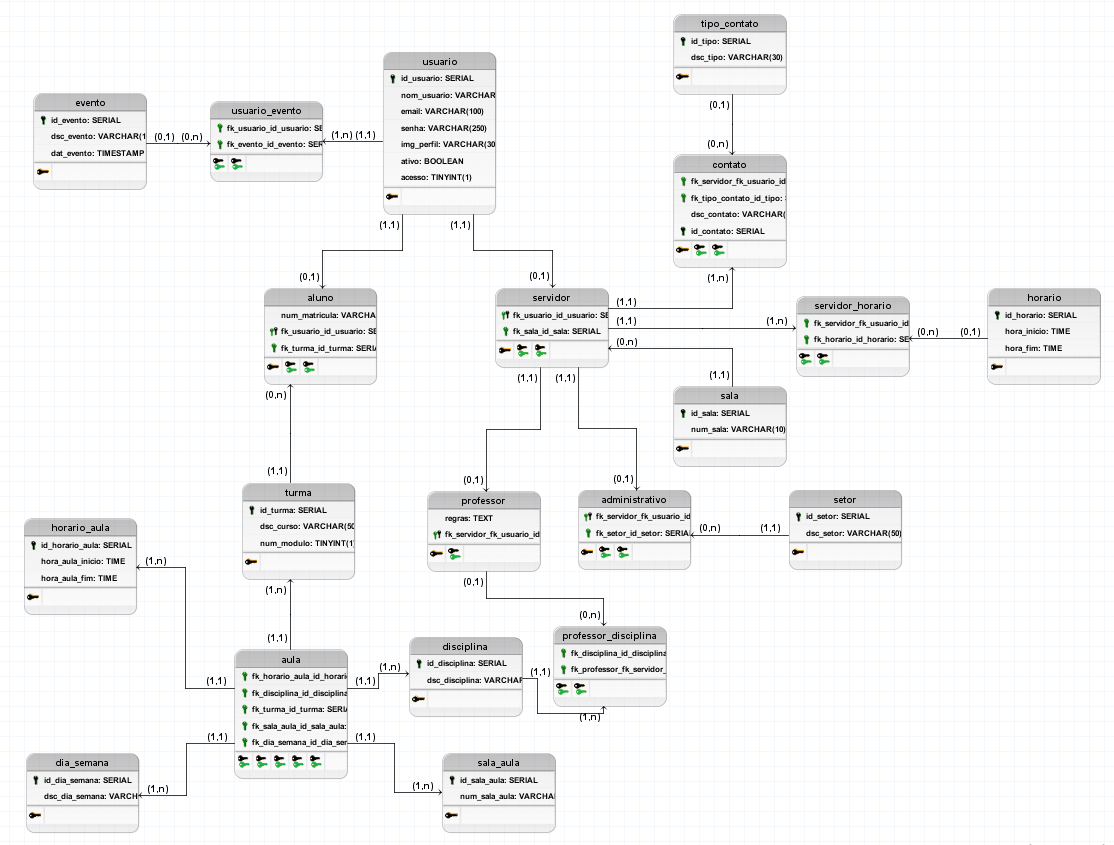 tipo_contato
id_tipo: SERIAL
dsc_tipo: VARCHAR(30)
(0,1)
(0,n)
usuario
id_usuario: SERIAL
nom_usuario: VARCHAR
email: VARCHAR(100)
senha: VARCHAR(250)
img_perfil: VARCHAR(30
ativo: BOOLEAN
acesso: TINYINT(1)
(1,1)
(1,1)
(0,1)
(0,1)
evento
id_evento: SERIAL
dsc_evento: VARCHAR(1
dat_evento: TIMESTAMP
(0,1) (0,n)
usuario_evento
fk_usuario_id_usuario: SE
fk_evento_id_evento: SER
(1,n) (1,1)
contato
fk_servidor_fk_usuario_id
fk_tipo_contato_id_tipo:
dsc_contato: VARCHAR(
id_contato: SERIAL
(1,n)
aluno
num_matricula: VARCHA
fk_usuario_id_usuario: SE
fk_turma_id_turma: SERI
(0,n)
(1,1)
servidor
fk_usuario_id_usuario: SE
fk_sala_id_sala: SERIAL
(1,1)
(1,1)
(0,n)
(1,n)
(1,1)
(1,1)
(1,1)
servidor_horario
fk_servidor_fk_usuario_id
fk_horario_id_horario: SE
(0,n)
(0,1)
horario
id_horario: SERIAL
hora_inicio: TIME
hora_fim: TIME
sala
id_sala: SERIAL
num_sala: VARCHAR(10)
(0,1)
(0,1)
turma
id_turma: SERIAL
dsc_curso: VARCHAR(50
num_modulo: TINYINT(1)
(1,n)
(1,1)
professor
regras: TEXT
fk_servidor_fk_usuario_id
(0,1)
(0,n)
administrativo
fk_servidor_fk_usuario_id
fk_setor_id_setor: SERIAL
(0,n)
(1,1)
setor
id_setor: SERIAL
dsc_setor: VARCHAR(50)
horario_aula
id_horario_aula: SERIAL
hora_aula_inicio: TIME
hora_aula_fim: TIME
(1,n)
(1,1)
aula
fk_horario_aula_id_horari
fk_disciplina_id_disciplina
fk_turma_id_turma: SERI
fk_sala_aula_id_sala_aula:
fk_dia_semana_id_dia_ser
(1,1)
(1,n)
disciplina
id_disciplina: SERIAL
dsc_disciplina: VARCHAR
(1,1)
(1,n)
professor_disciplina
fk_disciplina_id_disciplina
fk_professor_fk_servidor_
(1,1)
(1,1)
(1,n)
(1,n)
dia_semana
id_dia_semana: SERIAL
dsc_dia_semana: VARCH
sala_aula
id_sala_aula: SERIAL
num_sala_aula: VARCHA